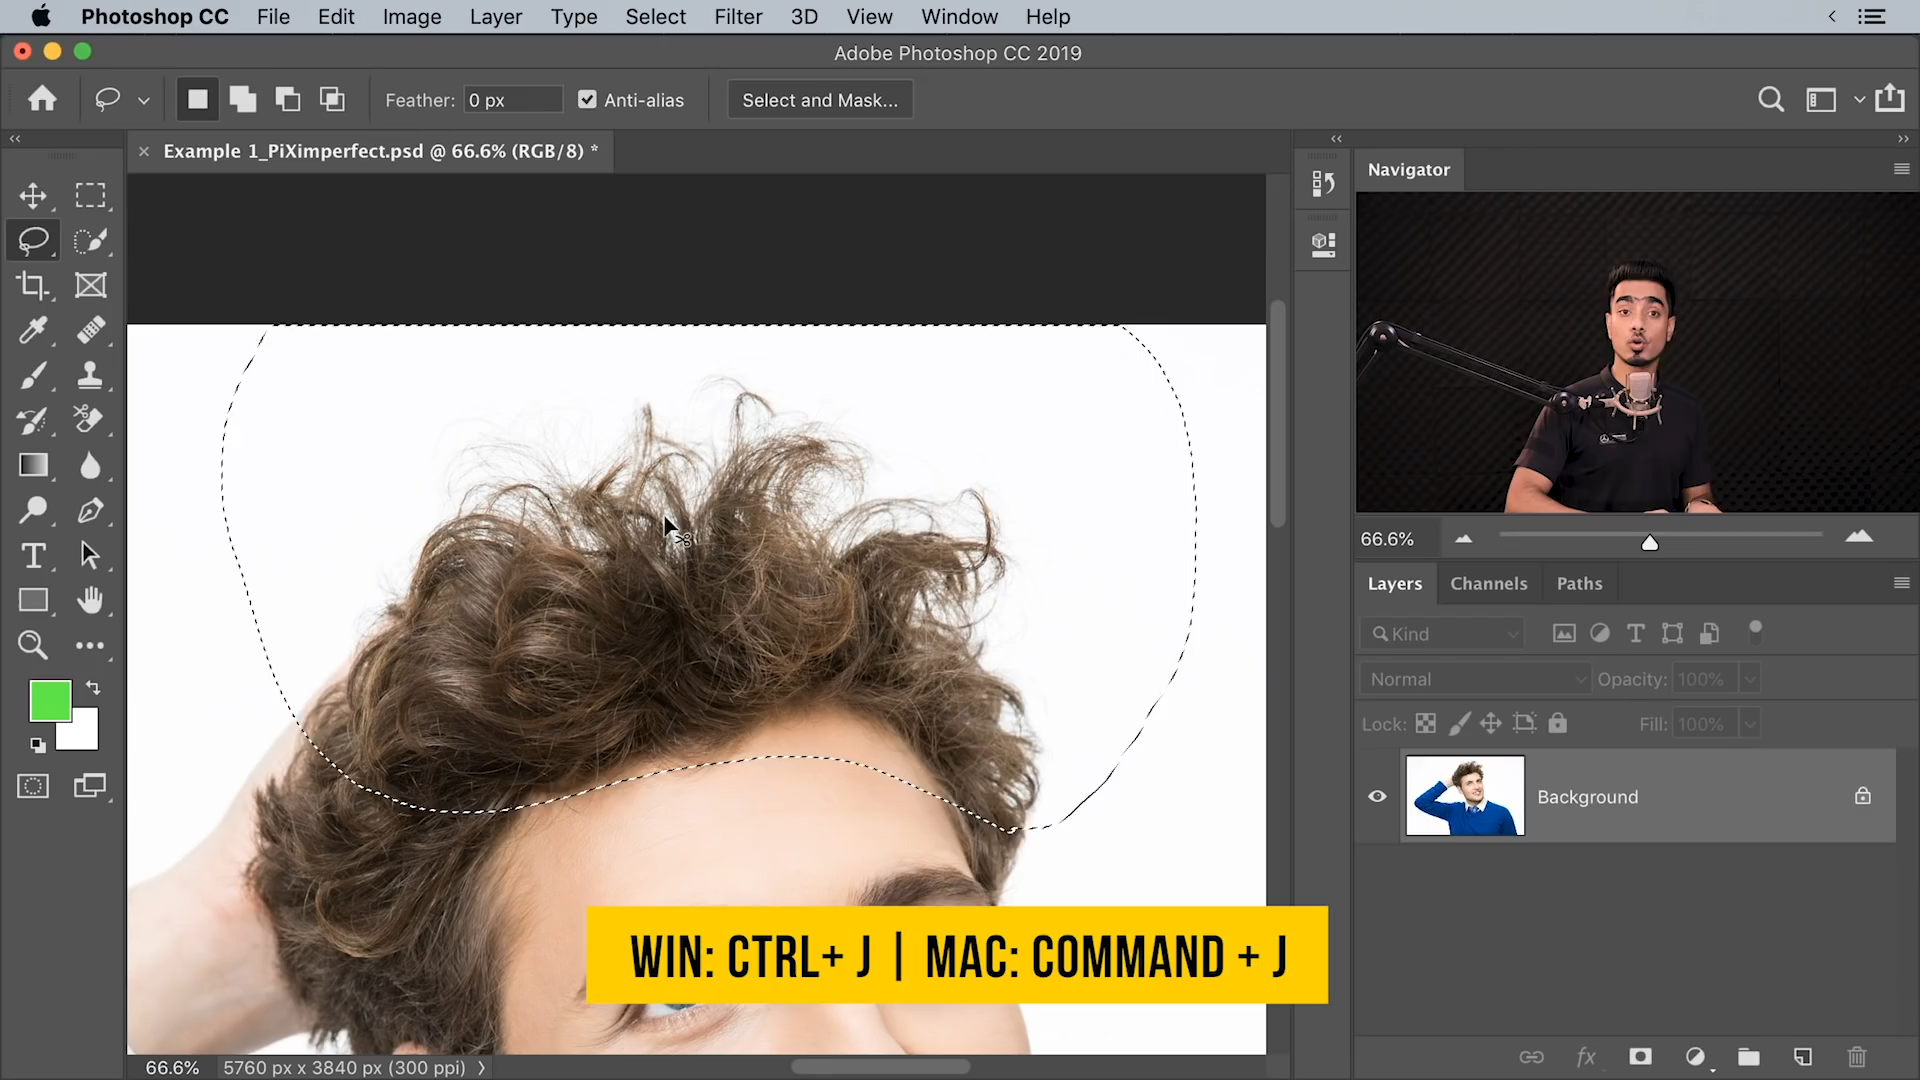 Photoshop CC File Edit Image Layer Type Select Filter 3D View Window Help
Adobe Photoshop CC 2019
Feather: 0 px Anti-alias Select and Mask...
Example 1_PiXimperfect.psd @ 66.6% (RGB/8) *
Navigator
66.6%
Layers Channels Paths
Kind
Normal Opacity: 100%
Lock: Fill: 100%
Background
WIN: CTRL+ J | MAC: COMMAND + J
66.6% 5760 px x 3840 px (300 ppi)